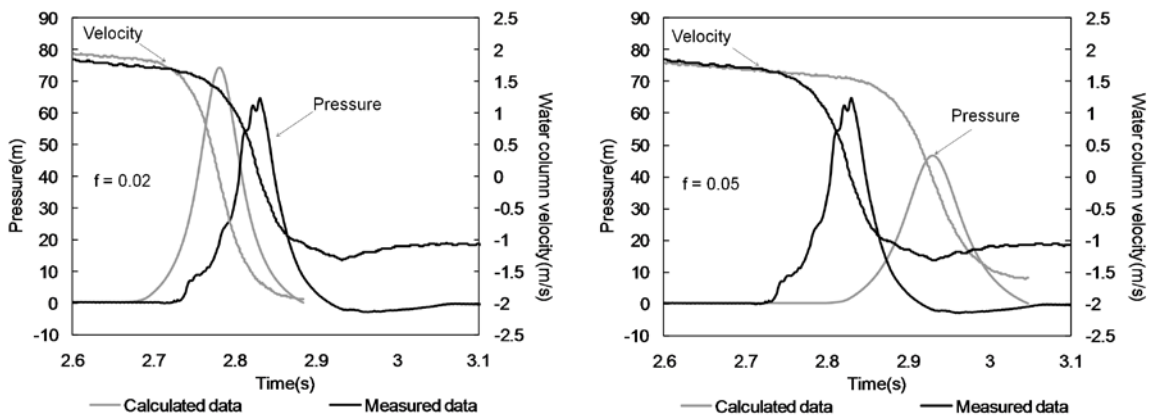 90
80
70
60
50
40
30
20
10
0
-10
Pressure(m)
2.5
2
1.5
1
0.5
0
-0.5
-1
-1.5
-2
-2.5
Water column velocity(m/s)
Velocity
Pressure
f = 0.02
2.6 2.7 2.8 2.9 3 3.1
Time(s)
Calculated data Measured data
90
80
70
60
50
40
30
20
10
0
-10
Pressure(m)
2.5
2
1.5
1
0.5
0
-0.5
-1
-1.5
-2
-2.5
Water column velocity(m/s)
Velocity
Pressure
f = 0.05
2.6 2.7 2.8 2.9 3 3.1
Time(s)
Calculated data Measured data